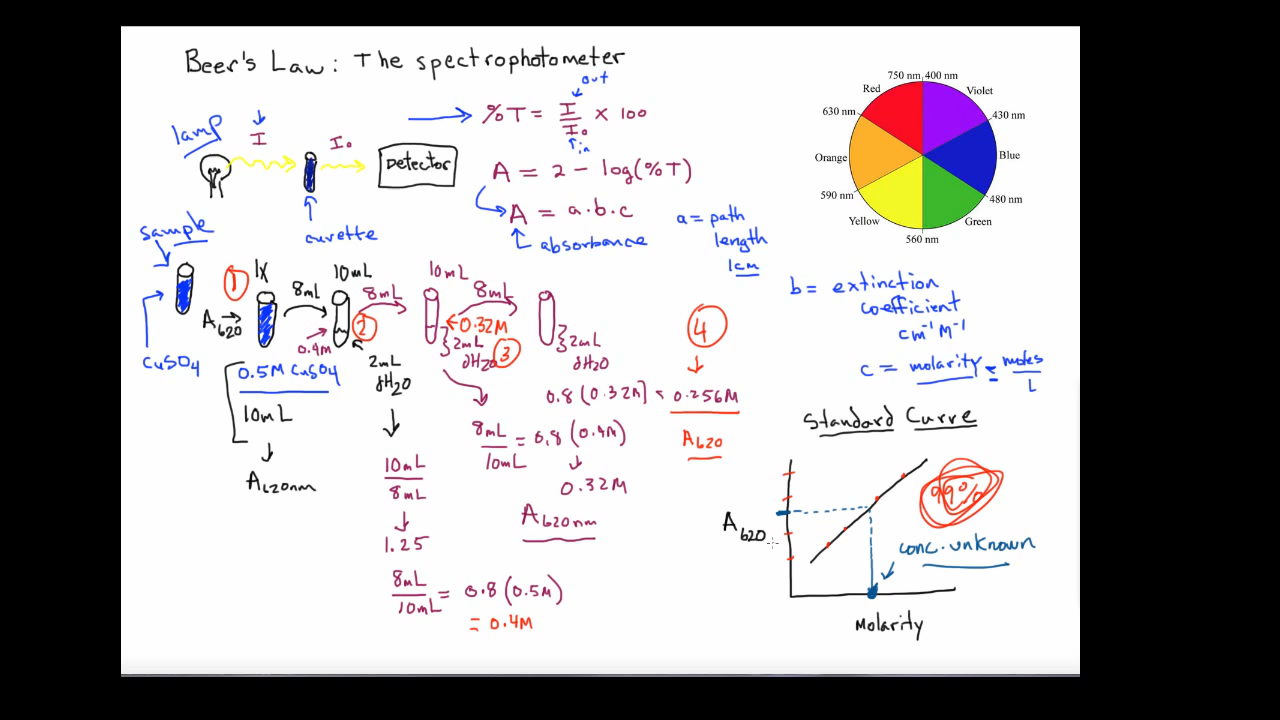 Beer's Law: The spectrophotometer
lamp
I
I₀
Detector
cuvette
out
%T = I/I₀ × 100
in
A = 2 - log(%T)
A = a.b.c
absorbance
a = path
length
1cm
b = extinction
coefficient
cm⁻¹ M⁻¹
c = molarity = moles/L
750 nm 400 nm
Red
Violet
630 nm
430 nm
Orange
Blue
590 nm
480 nm
Yellow
Green
560 nm
sample
CuSO4
1
1X
A620 →
8mL
10mL
0.4M
2
8mL
10mL
0.32M
2mL
dH2O
3
8mL
2mL
dH2O
0.5M CuSO4
10mL
A620nm
2mL
dH2O
10mL/8mL
1.25
8mL/10mL = 0.8 (0.5M)
= 0.4M
8mL/10mL = 0.8 (0.4M)
0.32M
A620nm
4
0.8 (0.32M) = 0.256M
A620
Standard Curve
99%
A620
conc. unknown
Molarity